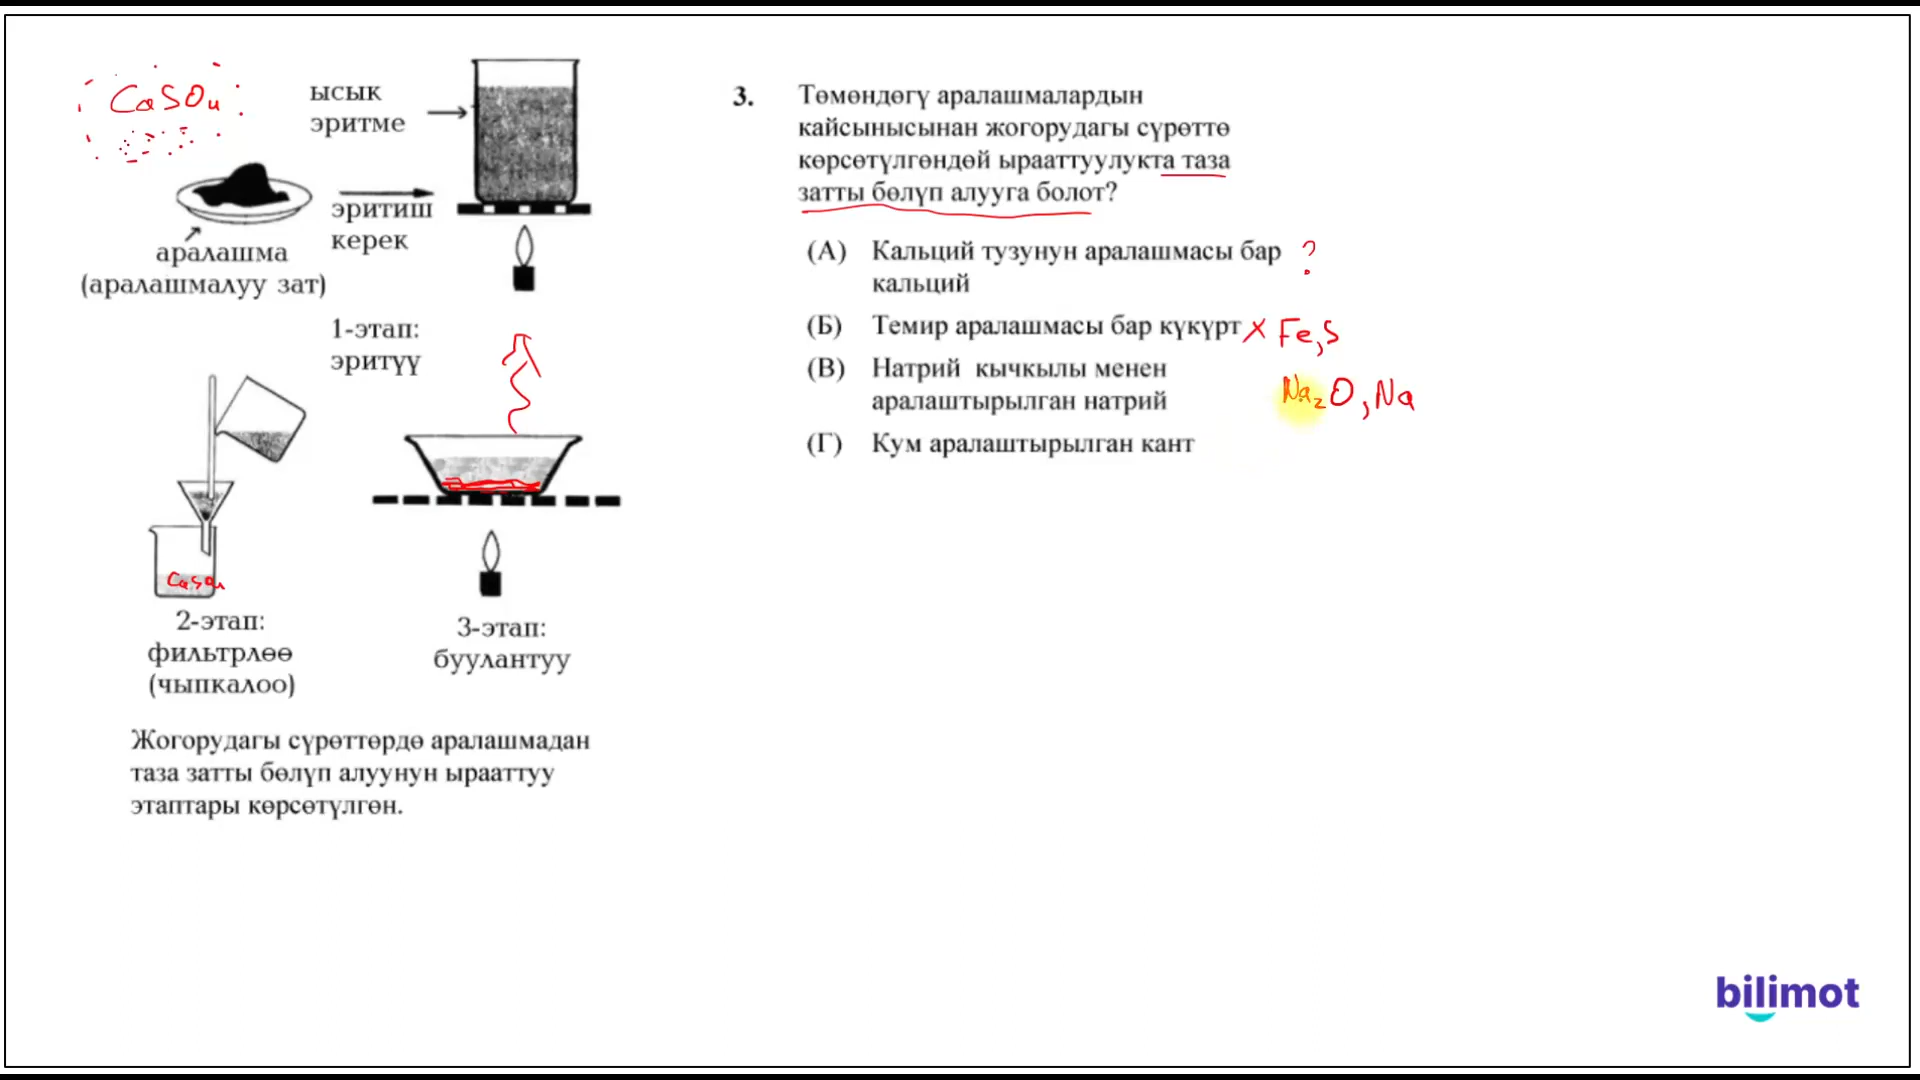 CaSO4
ысык
эритме
эритиш
керек
аралашма
(аралашмалуу зат)
1-этап:
эритүү
CaSO4
2-этап:
фильтрлөө
(чыпкалоо)
3-этап:
буулантуу
Жогорудагы сүрөттөрдө аралашмадан
таза затты бөлүп алуунун ырааттуу
этаптары көрсөтүлгөн.
3. Төмөндөгү аралашмалардын
кайсынысынан жогорудагы сүрөттө
көрсөтүлгөндөй ырааттуулукта таза
затты бөлүп алууга болот?
(А) Кальций тузунун аралашмасы бар ?
кальций
(Б) Темир аралашмасы бар күкүрт × Fe, S
(В) Натрий кычкылы менен
аралаштырылган натрий
Na2O, Na
(Г) Кум аралаштырылган кант
bilimot